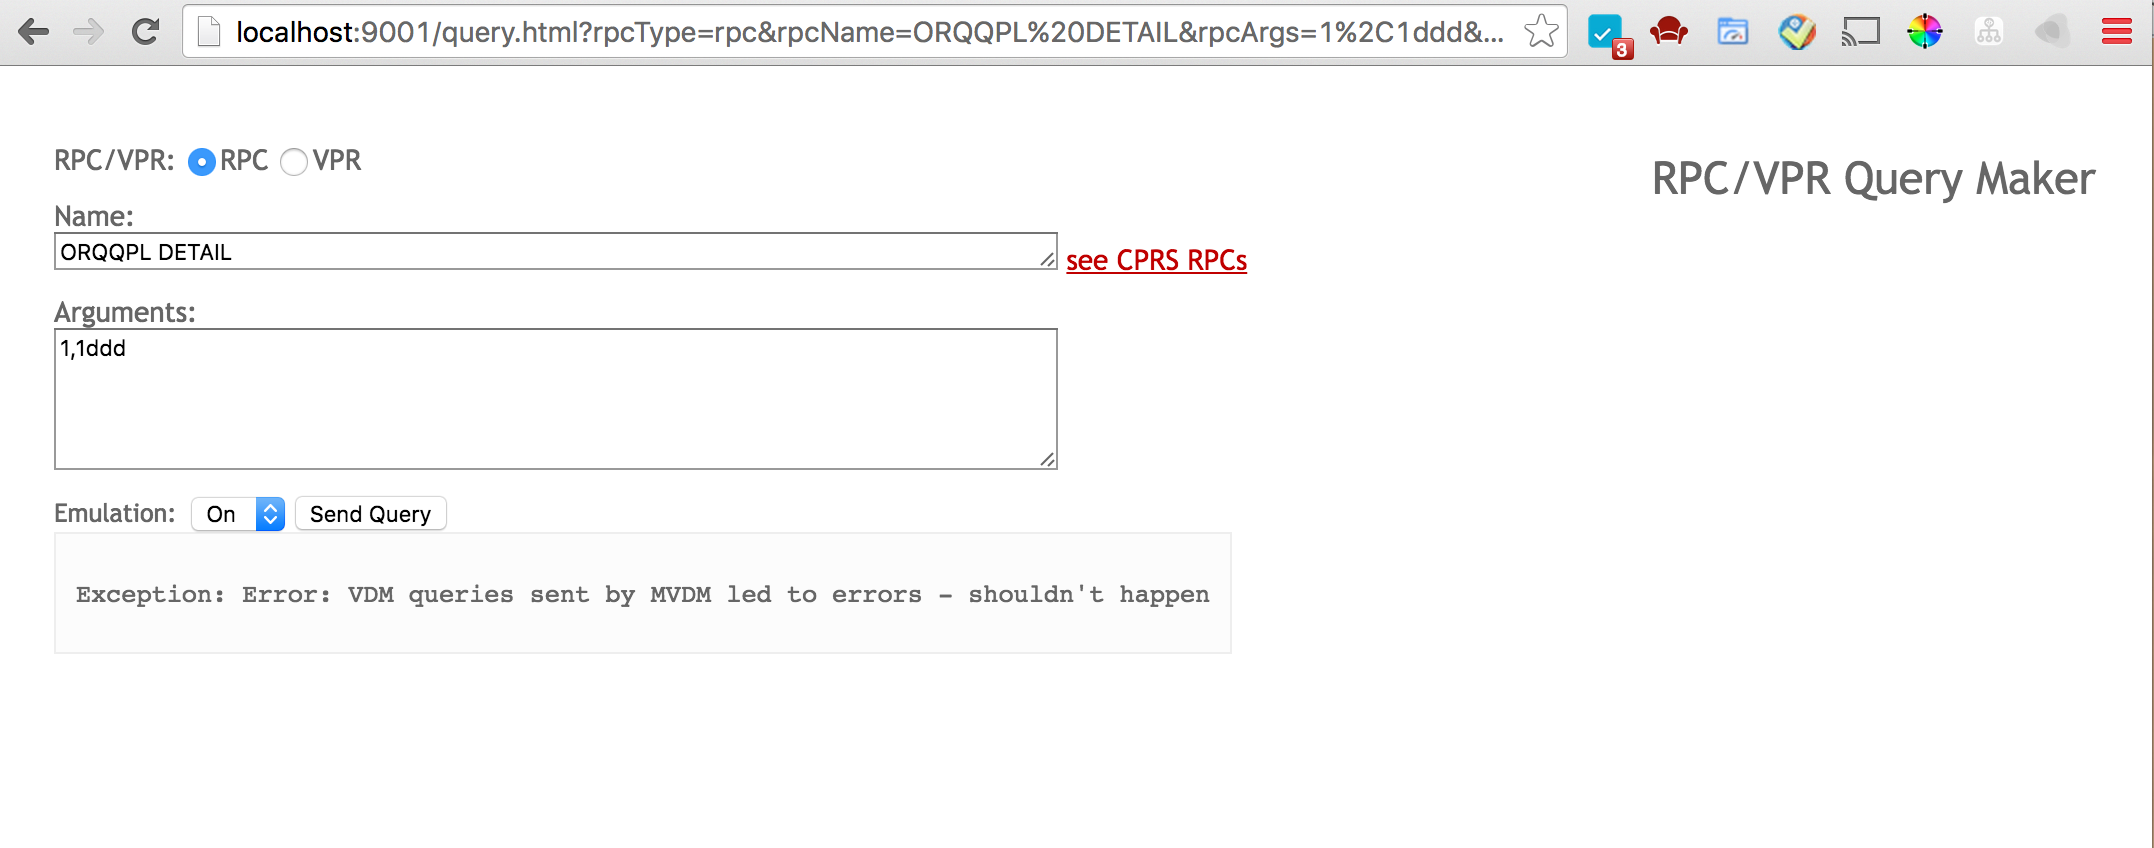 localhost:9001/query.html?rpcType=rpc&rpcName=ORQQPL%20DETAIL&rpcArgs=1%2C1ddd&...
3
RPC/VPR: RPC VPR
RPC/VPR Query Maker
Name:
ORQQPL DETAIL
see CPRS RPCs
Arguments:
1,1ddd
Emulation: On Send Query
Exception: Error: VDM queries sent by MVDM led to errors – shouldn't happen